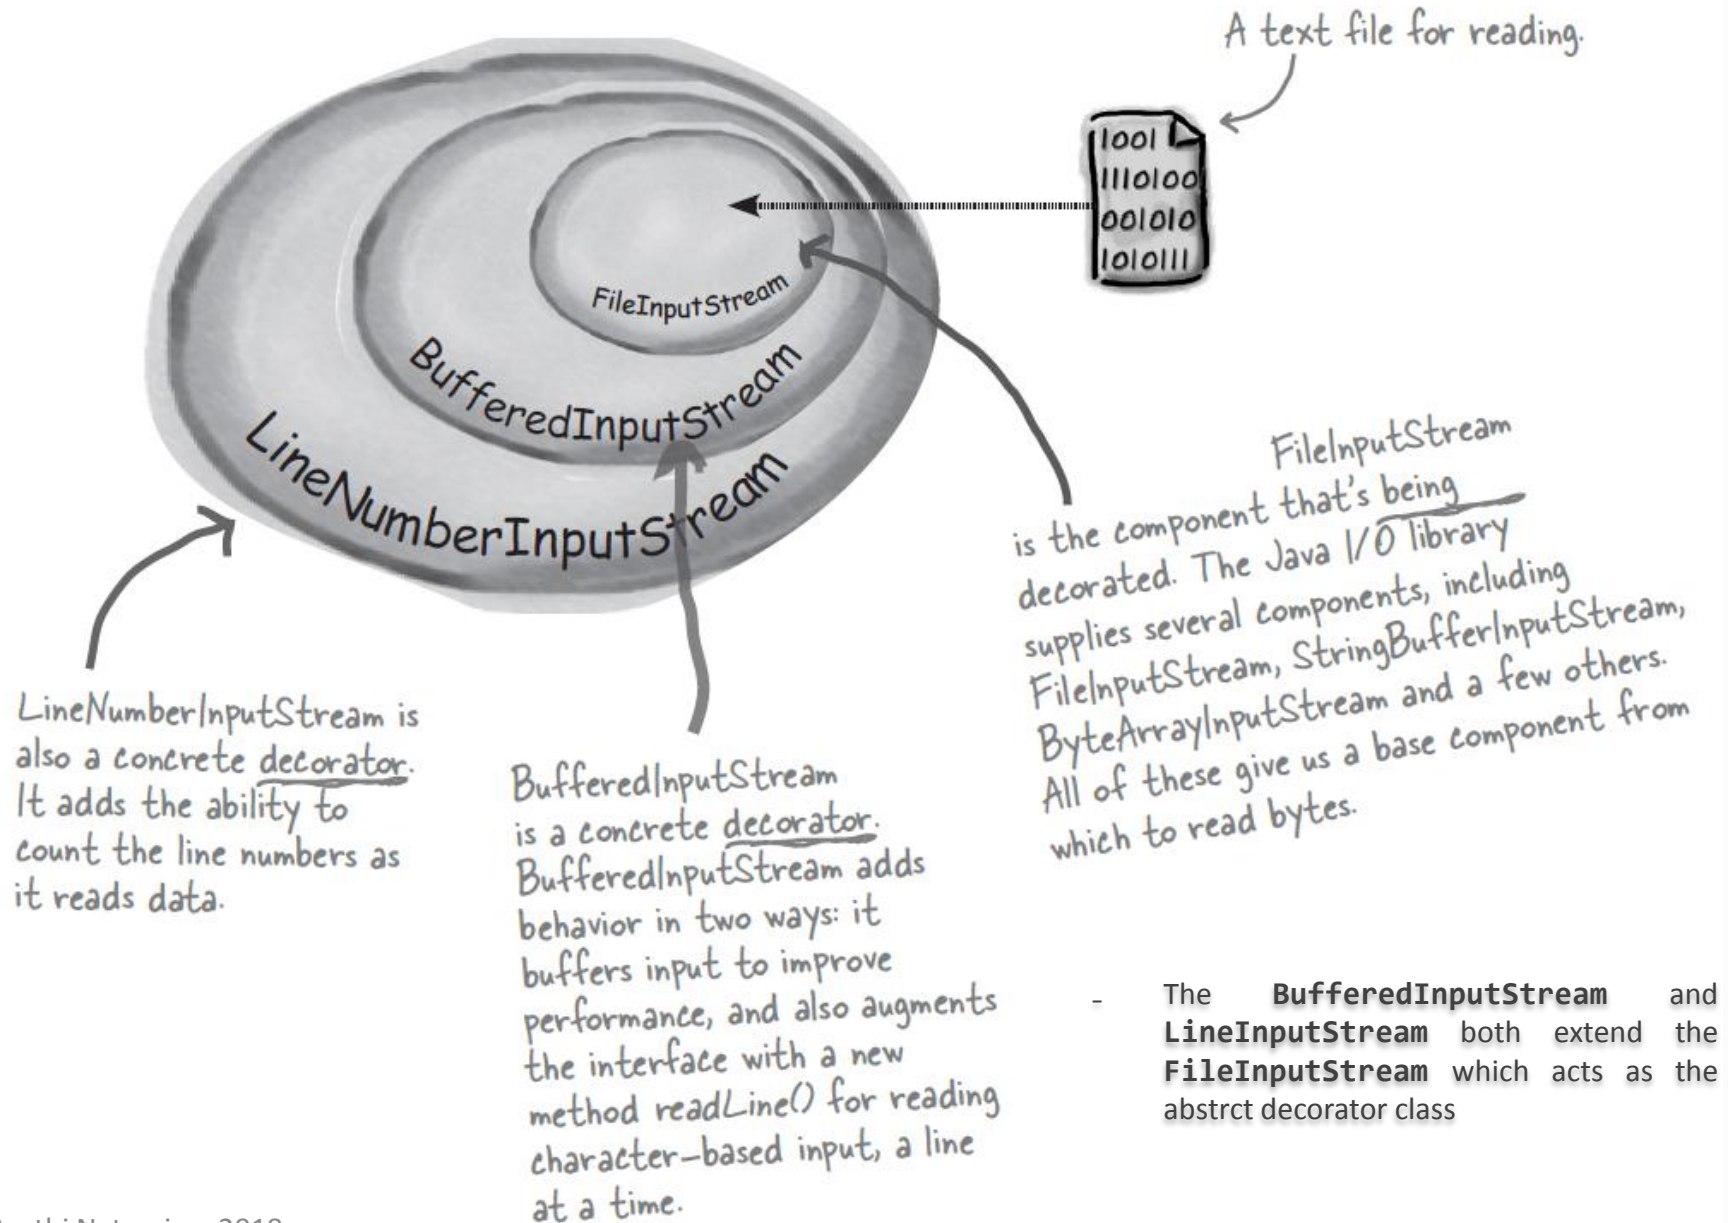 A text file for reading.
1001
1110100
001010
1010111
FileInputStream
BufferedInputStream
LineNumberInputStream
FileInputStream
is the component that's being
decorated. The Java I/O library
supplies several components, including
FileInputStream, StringBufferInputStream,
ByteArrayInputStream and a few others.
All of these give us a base component from
which to read bytes.
LineNumberInputStream is
also a concrete decorator.
It adds the ability to
count the line numbers as
it reads data.
BufferedInputStream
is a concrete decorator.
BufferedInputStream adds
behavior in two ways: it
buffers input to improve
performance, and also augments
the interface with a new
method readLine() for reading
character-based input, a line
at a time.
- The BufferedInputStream and
LineInputStream both extend the
FileInputStream which acts as the
abstrct decorator class